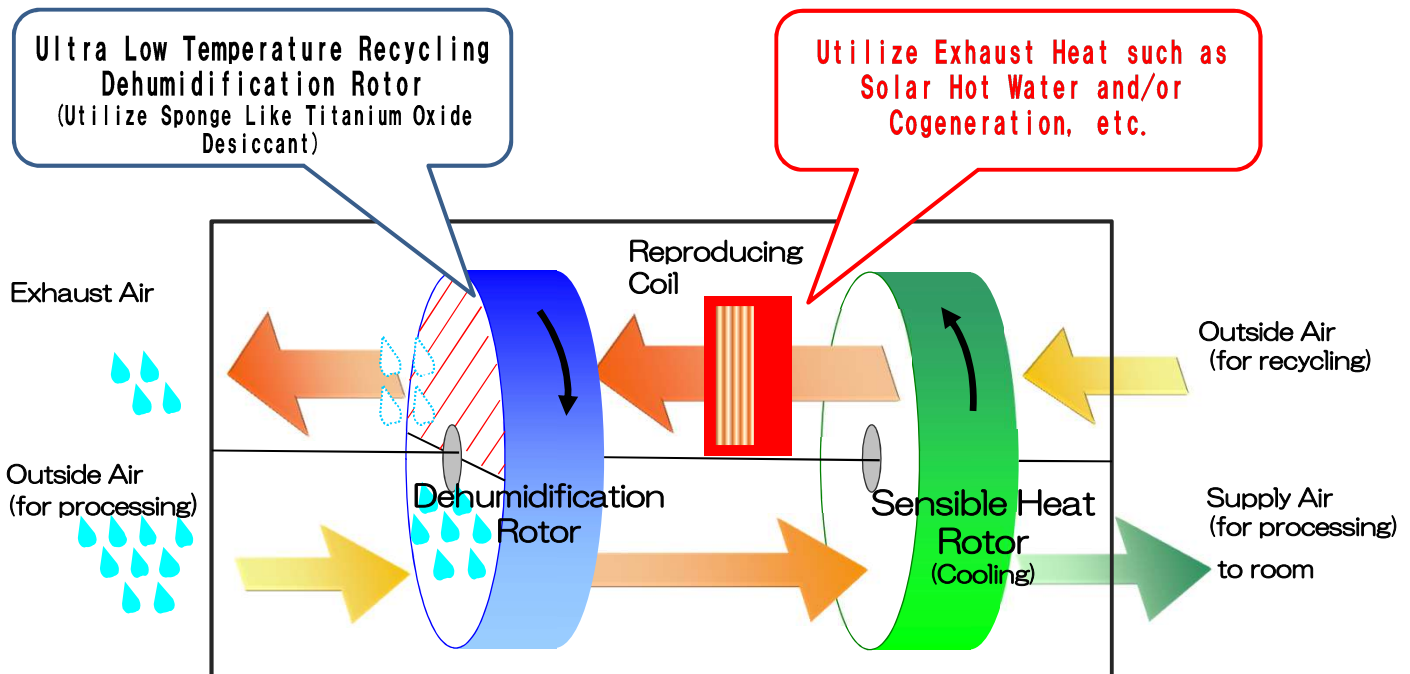 Ultra Low Temperature Recycling
Dehumidification Rotor
(Utilize Sponge Like Titanium Oxide
Desiccant)
Utilize Exhaust Heat such as
Solar Hot Water and/or
Cogeneration, etc.
Reproducing
Coil
Exhaust Air
Outside Air
(for recycling)
Outside Air
(for processing)
Dehumidification
Rotor
Sensible Heat
Rotor
(Cooling)
Supply Air
(for processing)
to room